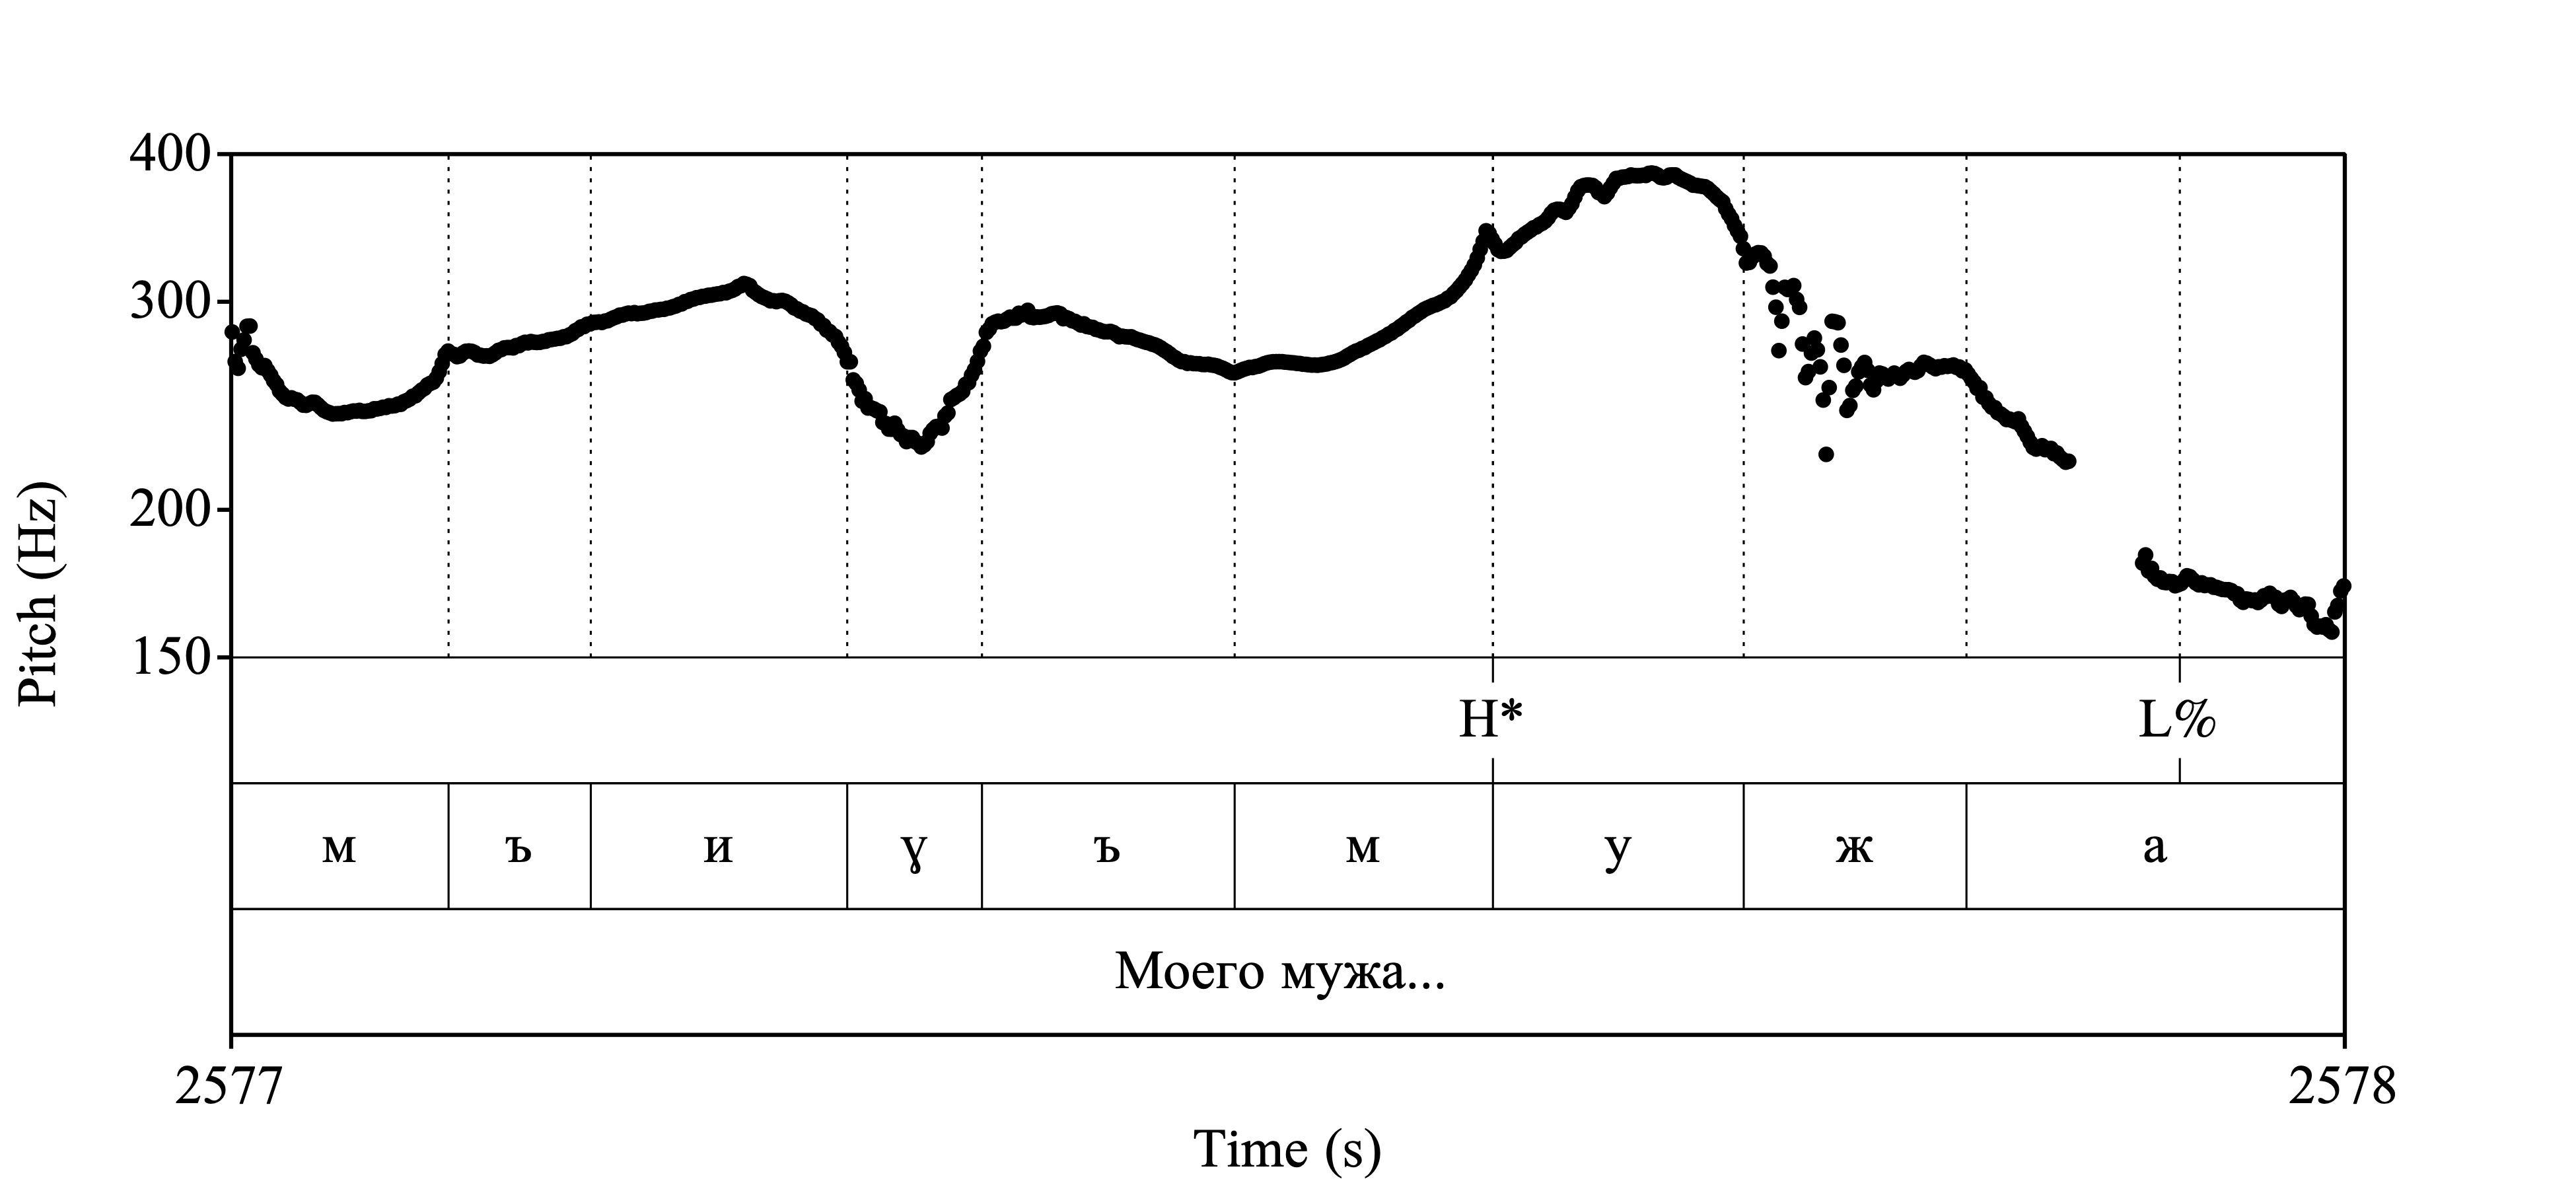 400
300
200
150
Pitch (Hz)
H* L%
м ъ и ɣ ъ м у ж а
Моего мужа...
2577 2578
Time (s)